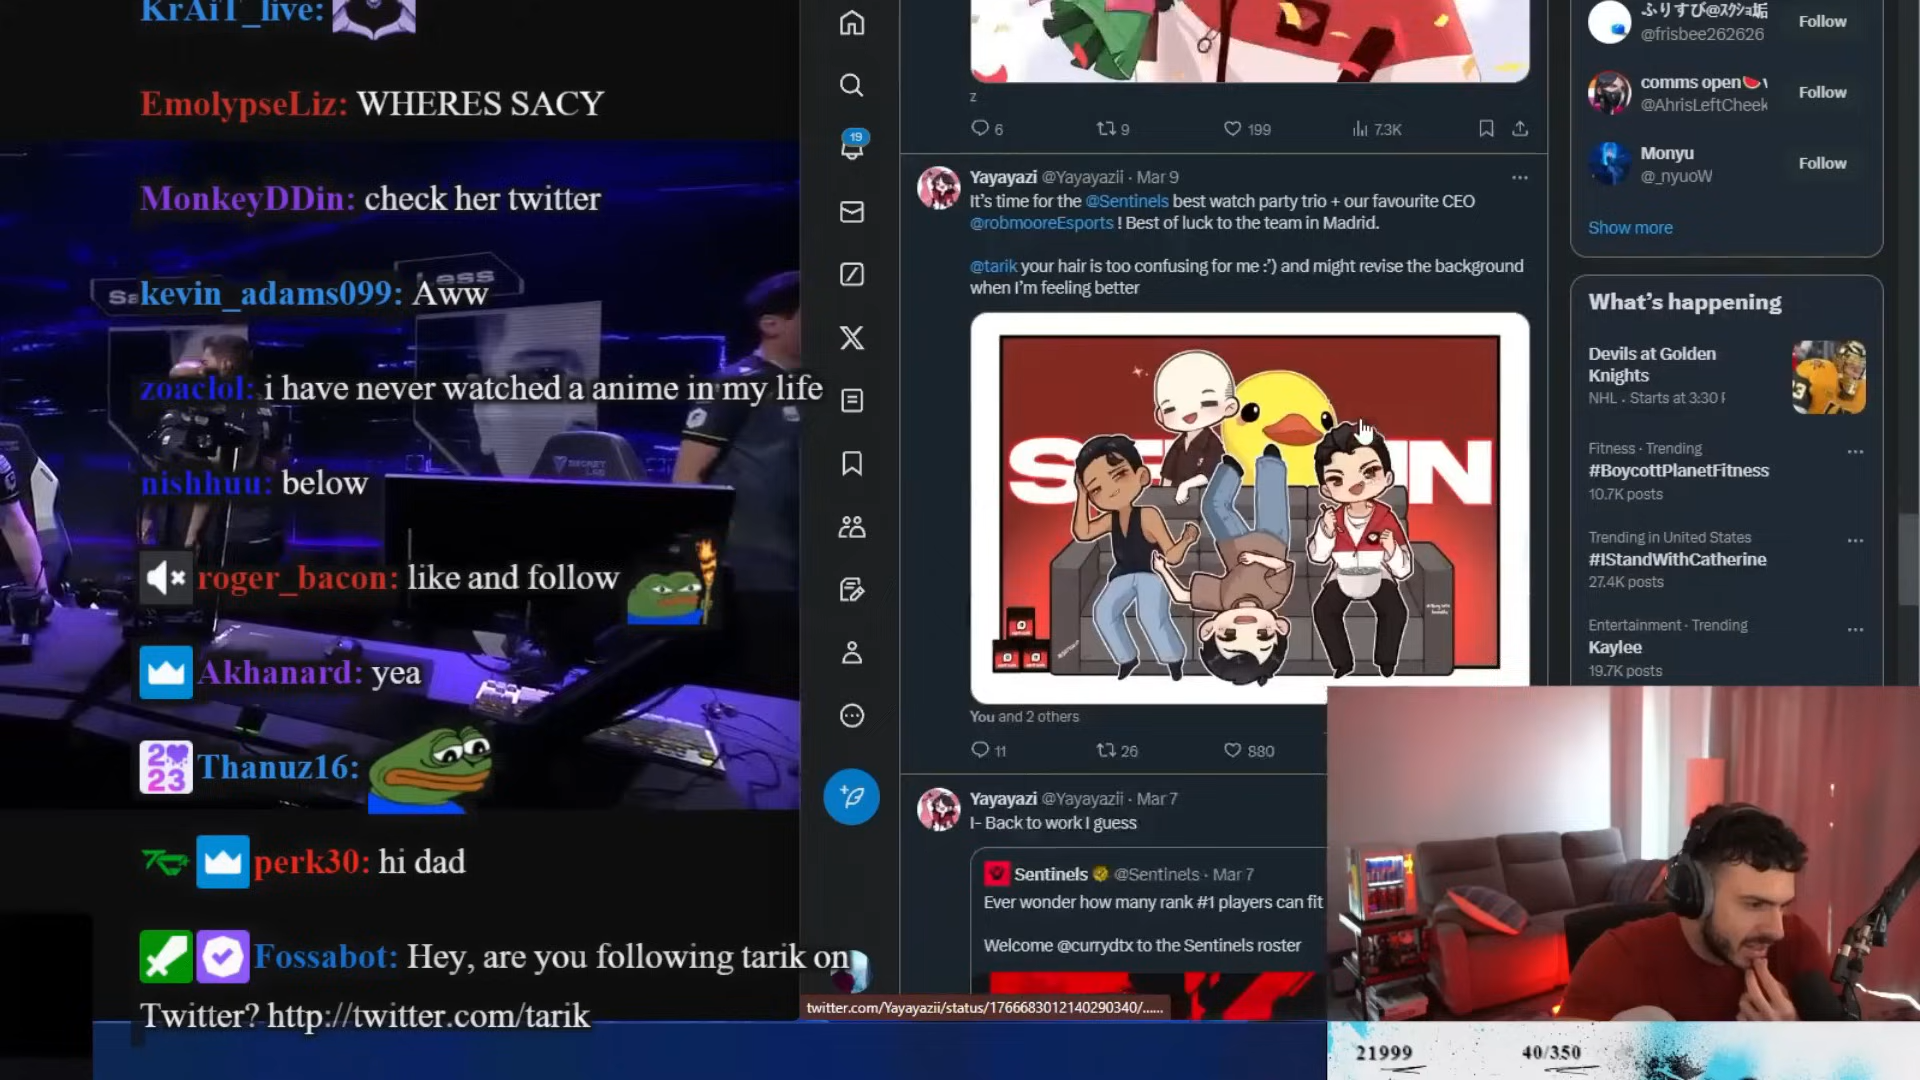 KrAiT_live:
EmolypseLiz: WHERES SACY
MonkeyDDin: check her twitter
Less
Sa
kevin_adams099: Aww
zoaclol: i have never watched a anime in my life
nishhuu: below
roger_bacon: like and follow
Akhanard: yea
2 23
Thanuz16:
perk30: hi dad
Fossabot: Hey, are you following tarik on
Twitter? http://twitter.com/tarik
19
z
6 9 199 7.3K
Yayayazi @Yayayazii · Mar 9
It's time for the @Sentinels best watch party trio + our favourite CEO
@robmooreEsports ! Best of luck to the team in Madrid.
@tarik your hair is too confusing for me :') and might revise the background
when I'm feeling better
SE IN
You and 2 others
11 26 880
Yayayazi @Yayayazii · Mar 7
I- Back to work I guess
Sentinels @Sentinels · Mar 7
Ever wonder how many rank #1 players can fit
Welcome @currydtx to the Sentinels roster
twitter.com/Yayayazii/status/1766683012140290340/......
ふりすび@スクショ垢
@frisbee262626
Follow
comms open
@AhrisLeftCheek
Follow
Monyu
@_nyuoW
Follow
Show more
What's happening
Devils at Golden
Knights
NHL · Starts at 3:30
Fitness · Trending
#BoycottPlanetFitness
10.7K posts
Trending in United States
#IStandWithCatherine
27.4K posts
Entertainment · Trending
Kaylee
19.7K posts
21999 40/350